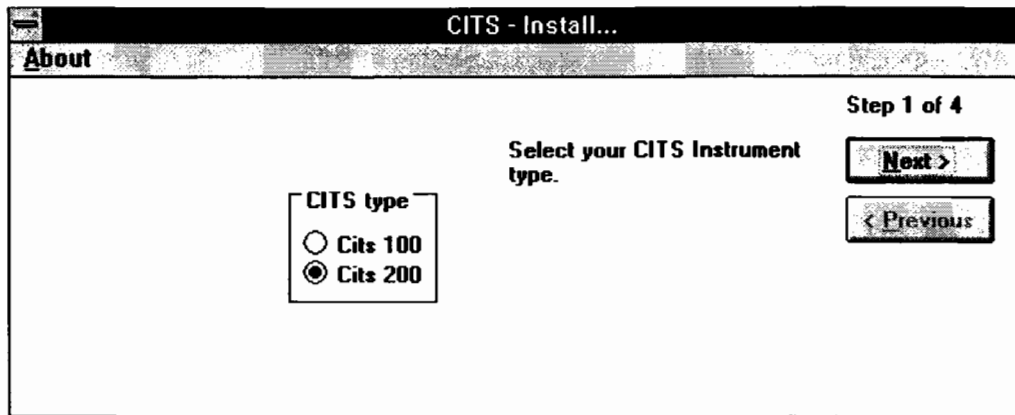 CITS - Install...
About
Step 1 of 4
Select your CITS Instrument
type.
Next >
< Previous
CITS type
Cits 100
Cits 200